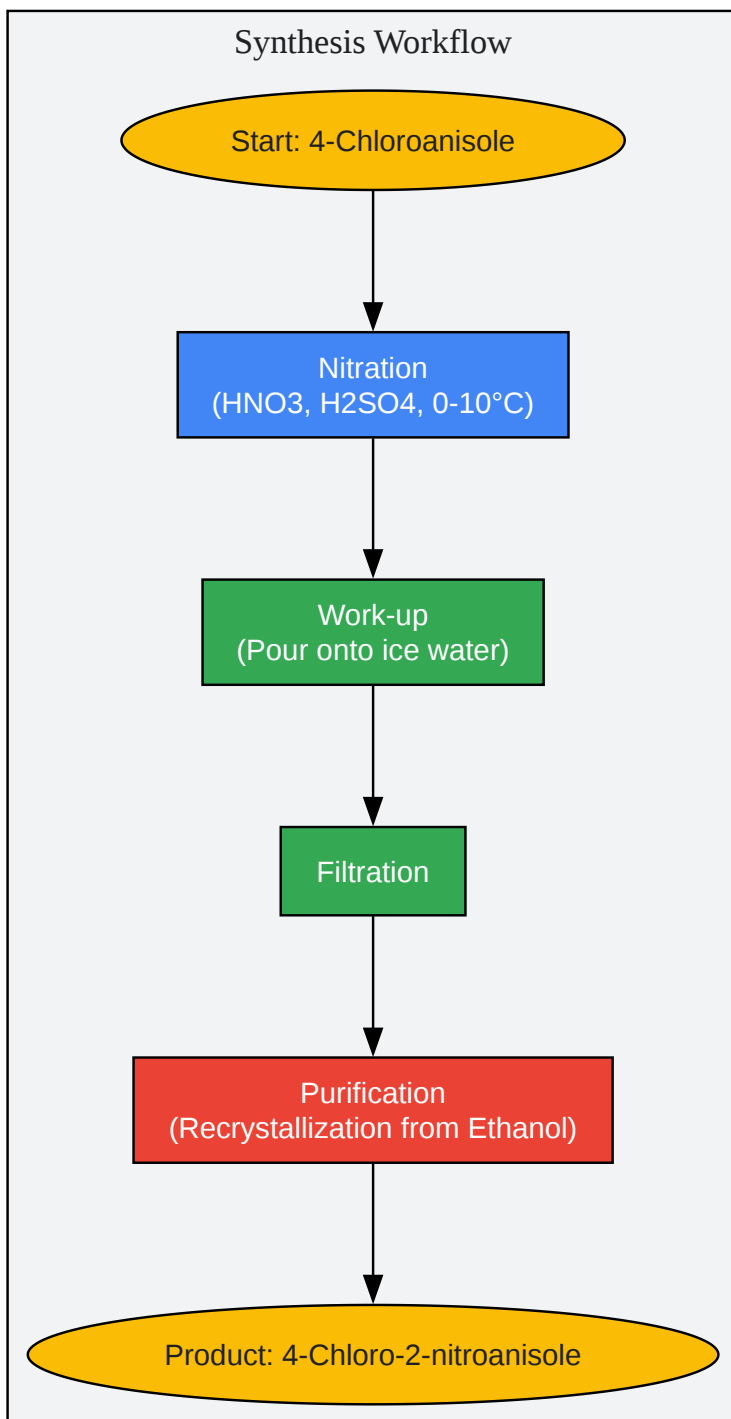 Synthesis Workflow
Start: 4-Chloroanisole
Nitration
(HNO3, H2SO4, 0-10°C)
Work-up
(Pour onto ice water)
Filtration
Purification
(Recrystallization from Ethanol)
Product: 4-Chloro-2-nitroanisole